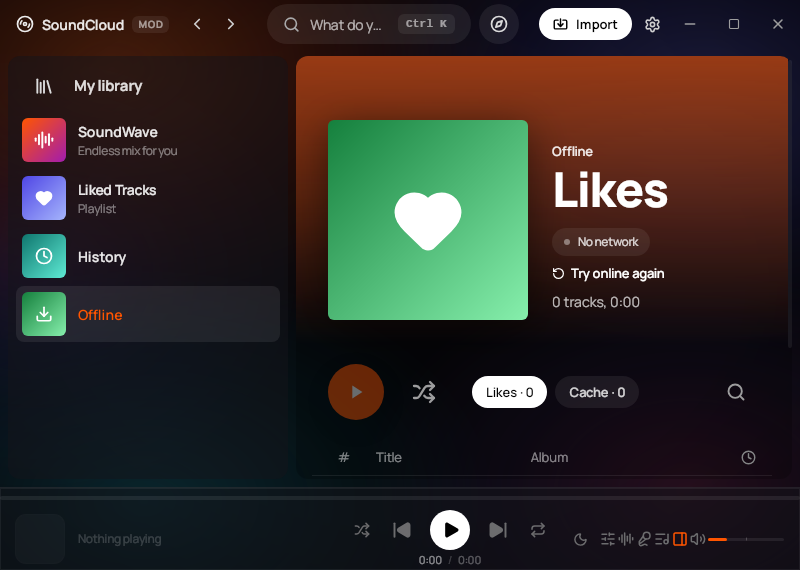 SoundCloud MOD
What do y... Ctrl K
Import
My library
SoundWave
Endless mix for you
Liked Tracks
Playlist
History
Offline
Offline
Likes
No network
Try online again
0 tracks, 0:00
Likes · 0
Cache · 0
# Title Album
Nothing playing
0:00 / 0:00